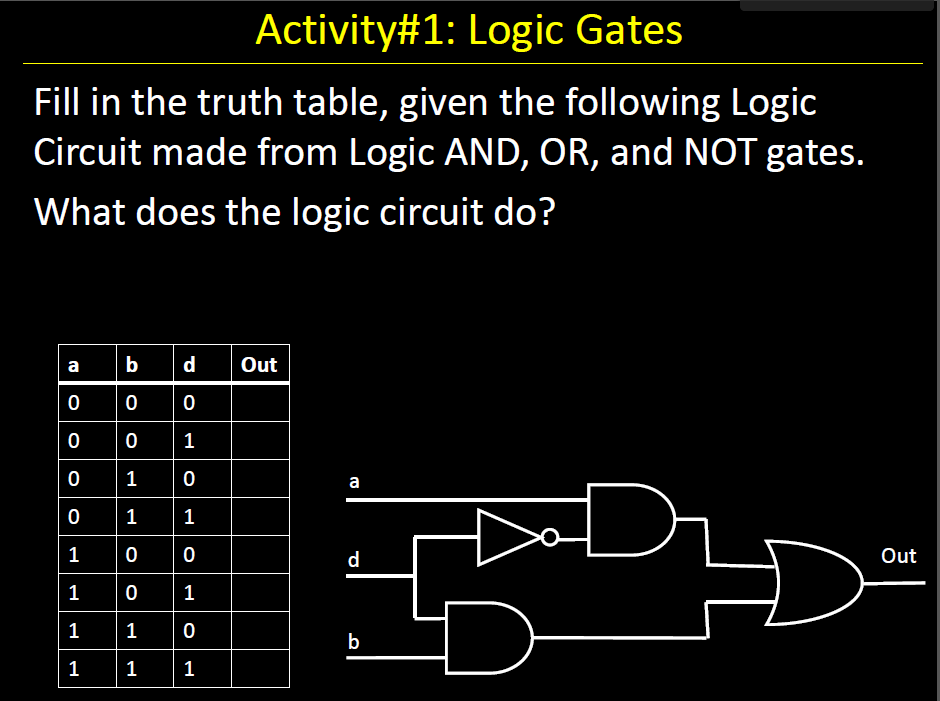 Activity#1: Logic Gates
Fill in the truth table, given the following Logic
Circuit made from Logic AND, OR, and NOT gates.
What does the logic circuit do?
a b d Out
0 0 0
0 0 1
0 1 0
0 1 1
1 0 0
1 0 1
1 1 0
1 1 1
a
d
b
Out